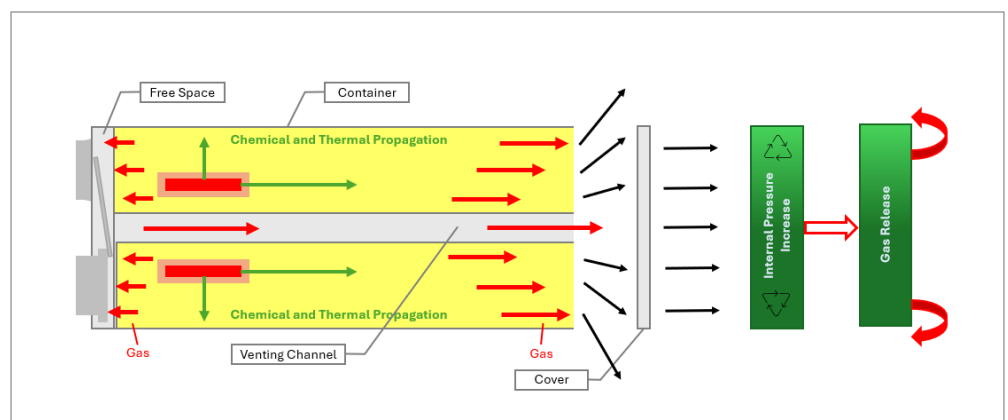 Free Space
Container
Chemical and Thermal Propagation
Chemical and Thermal Propagation
Gas
Gas
Venting Channel
Cover
Internal Pressure
Increase
Gas Release